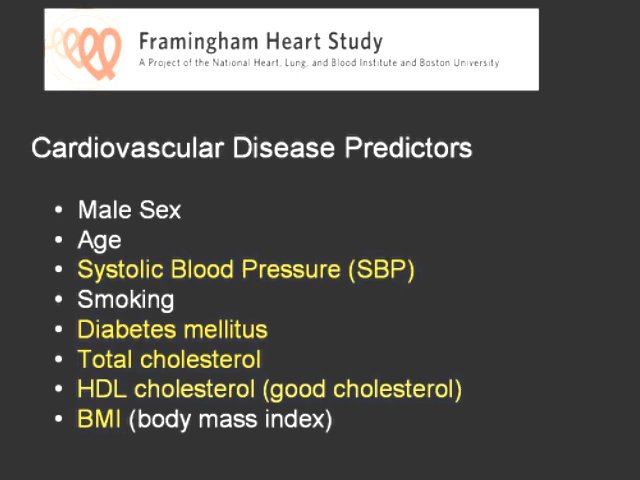 Framingham Heart Study
A Project of the National Heart, Lung, and Blood Institute and Boston University
Cardiovascular Disease Predictors
• Male Sex
• Age
• Systolic Blood Pressure (SBP)
• Smoking
• Diabetes mellitus
• Total cholesterol
• HDL cholesterol (good cholesterol)
• BMI (body mass index)